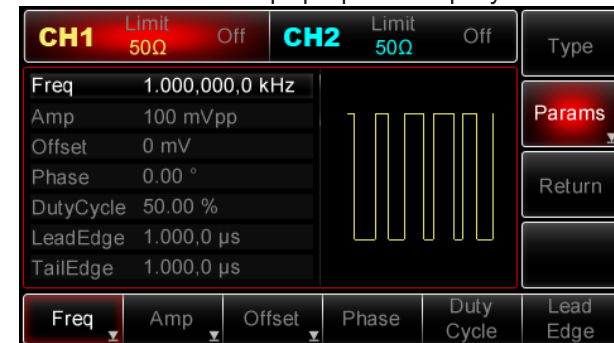 CH1 Limit 50Ω Off CH2 Limit 50Ω Off Type
Freq 1.000,000,0 kHz
Amp 100 mVpp
Params
Offset 0 mV
Phase 0.00 °
Return
DutyCycle 50.00 %
LeadEdge 1.000,0 µs
TailEdge 1.000,0 µs
Freq Amp Offset Phase Duty Cycle Lead Edge